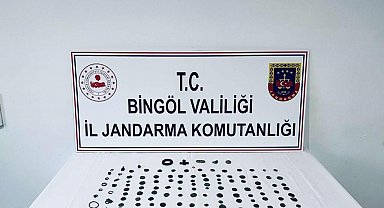 T.C.
BİNGÖL VALİLİĞİ
İL JANDARMA KOMUTANLIĞI